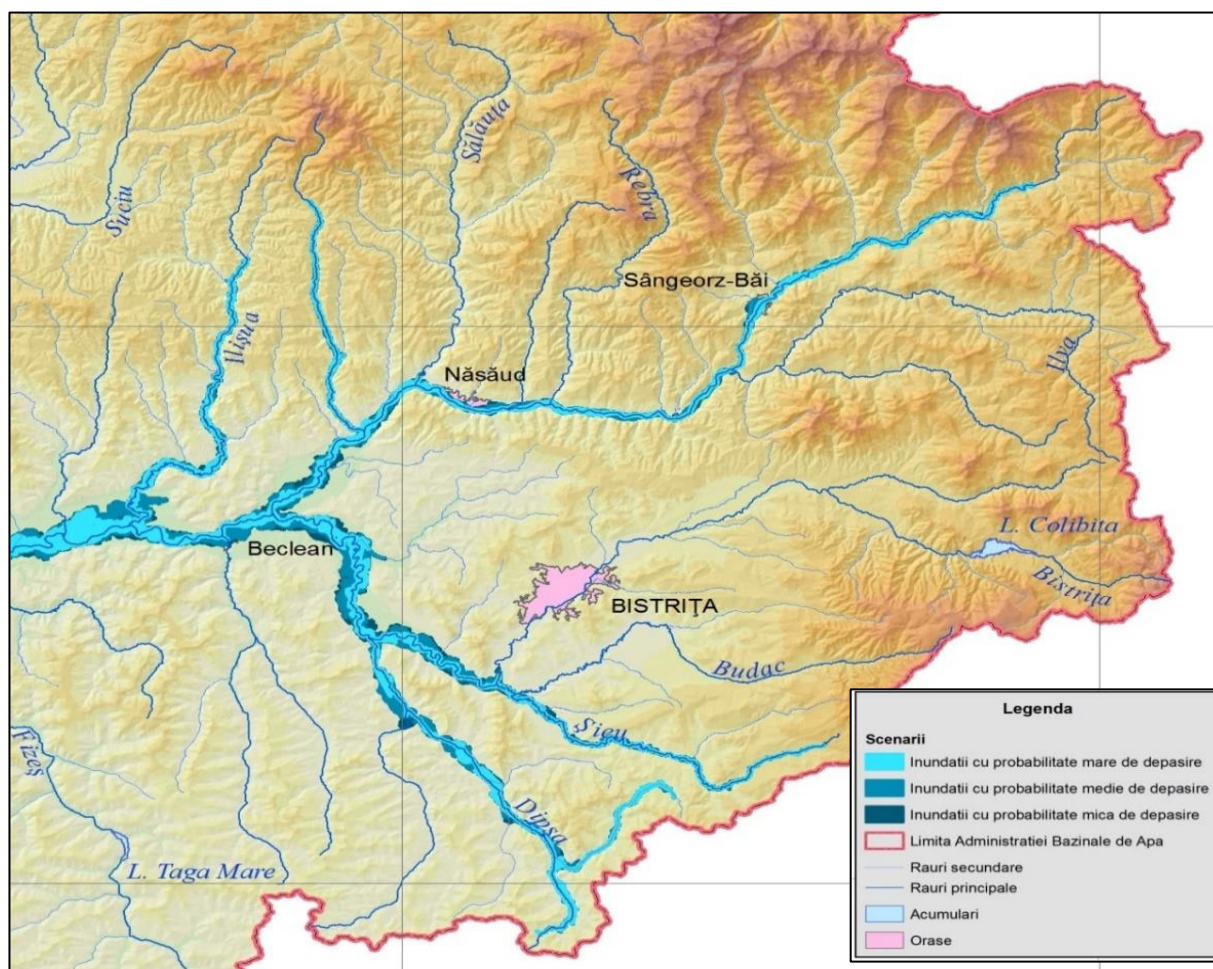 Suciu
Sălăuța
Rebra
Sângeorz-Băi
Ilișua
Ilva
Năsăud
L. Colibita
Bistrița
Beclean
BISTRIŢA
Budac
Șieu
Fizeș
Dipsa
L. Taga Mare
Legenda
Scenarii
Inundatii cu probabilitate mare de depasire
Inundatii cu probabilitate medie de depasire
Inundatii cu probabilitate mica de depasire
Limita Administratiei Bazinale de Apa
Rauri secundare
Rauri principale
Acumulari
Orase